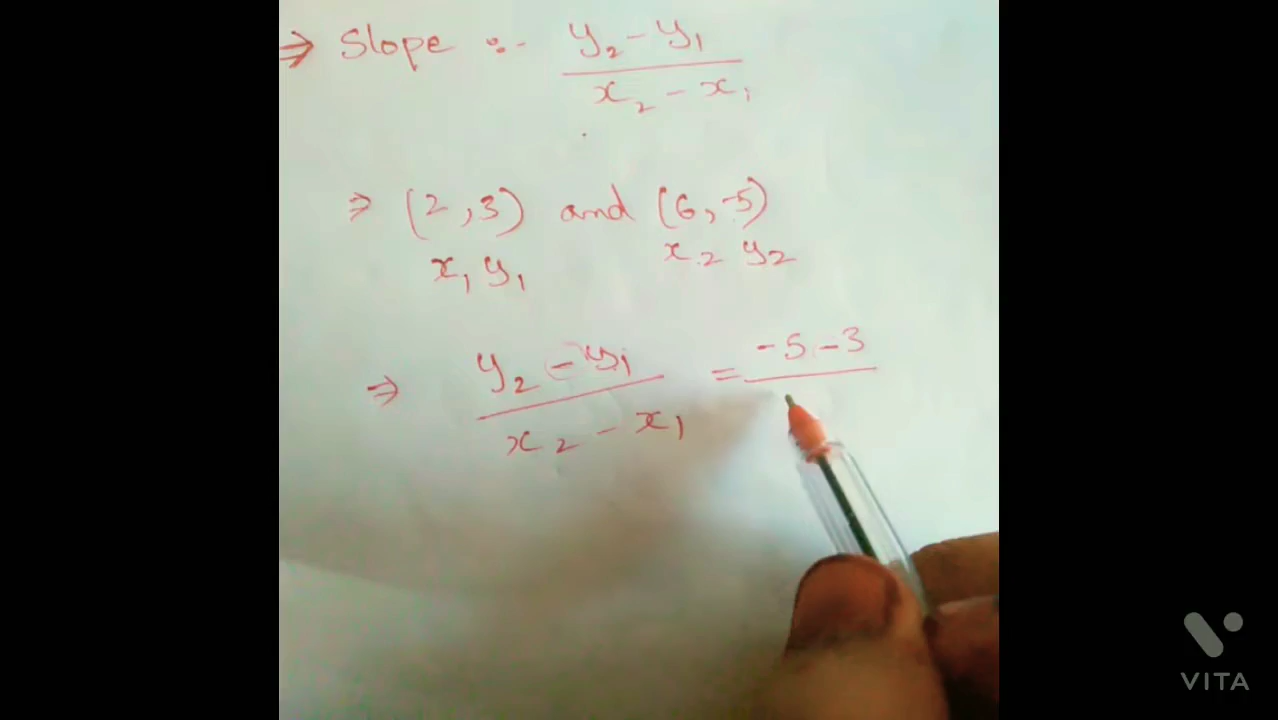 ⇒ Slope :- y₂ - y₁ / x₂ - x₁
⇒ (2, 3) and (6, -5)
x₁ y₁ x₂ y₂
⇒ y₂ - y₁ / x₂ - x₁ = -5 - 3
VITA